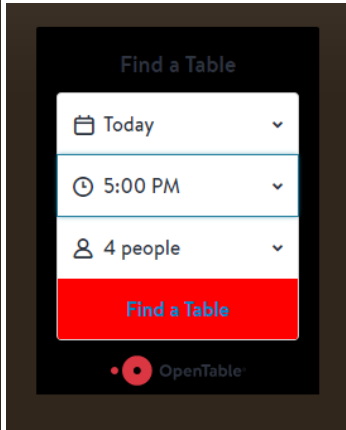 Find a Table
Today
5:00 PM
4 people
Find a Table
OpenTable